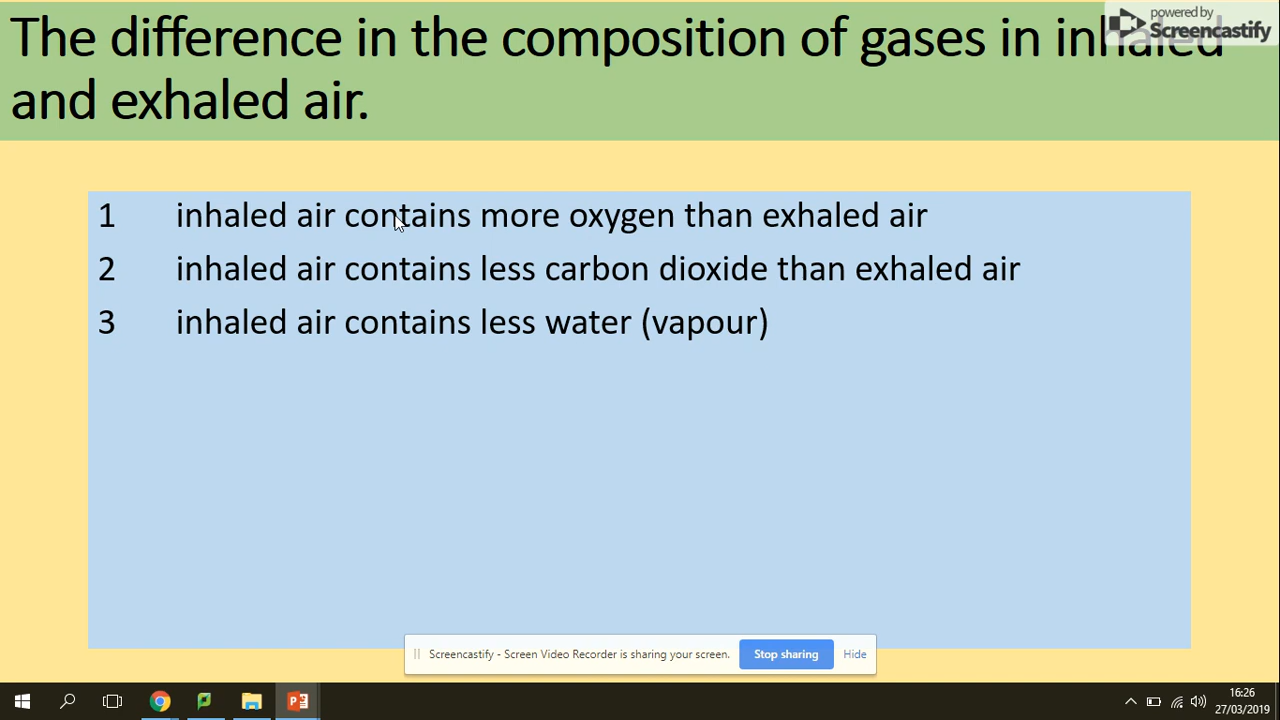 The difference in the composition of gases in inhaled
and exhaled air.
powered by
Screencastify
1 inhaled air contains more oxygen than exhaled air
2 inhaled air contains less carbon dioxide than exhaled air
3 inhaled air contains less water (vapour)
Screencastify - Screen Video Recorder is sharing your screen. Stop sharing Hide
16:26
27/03/2019